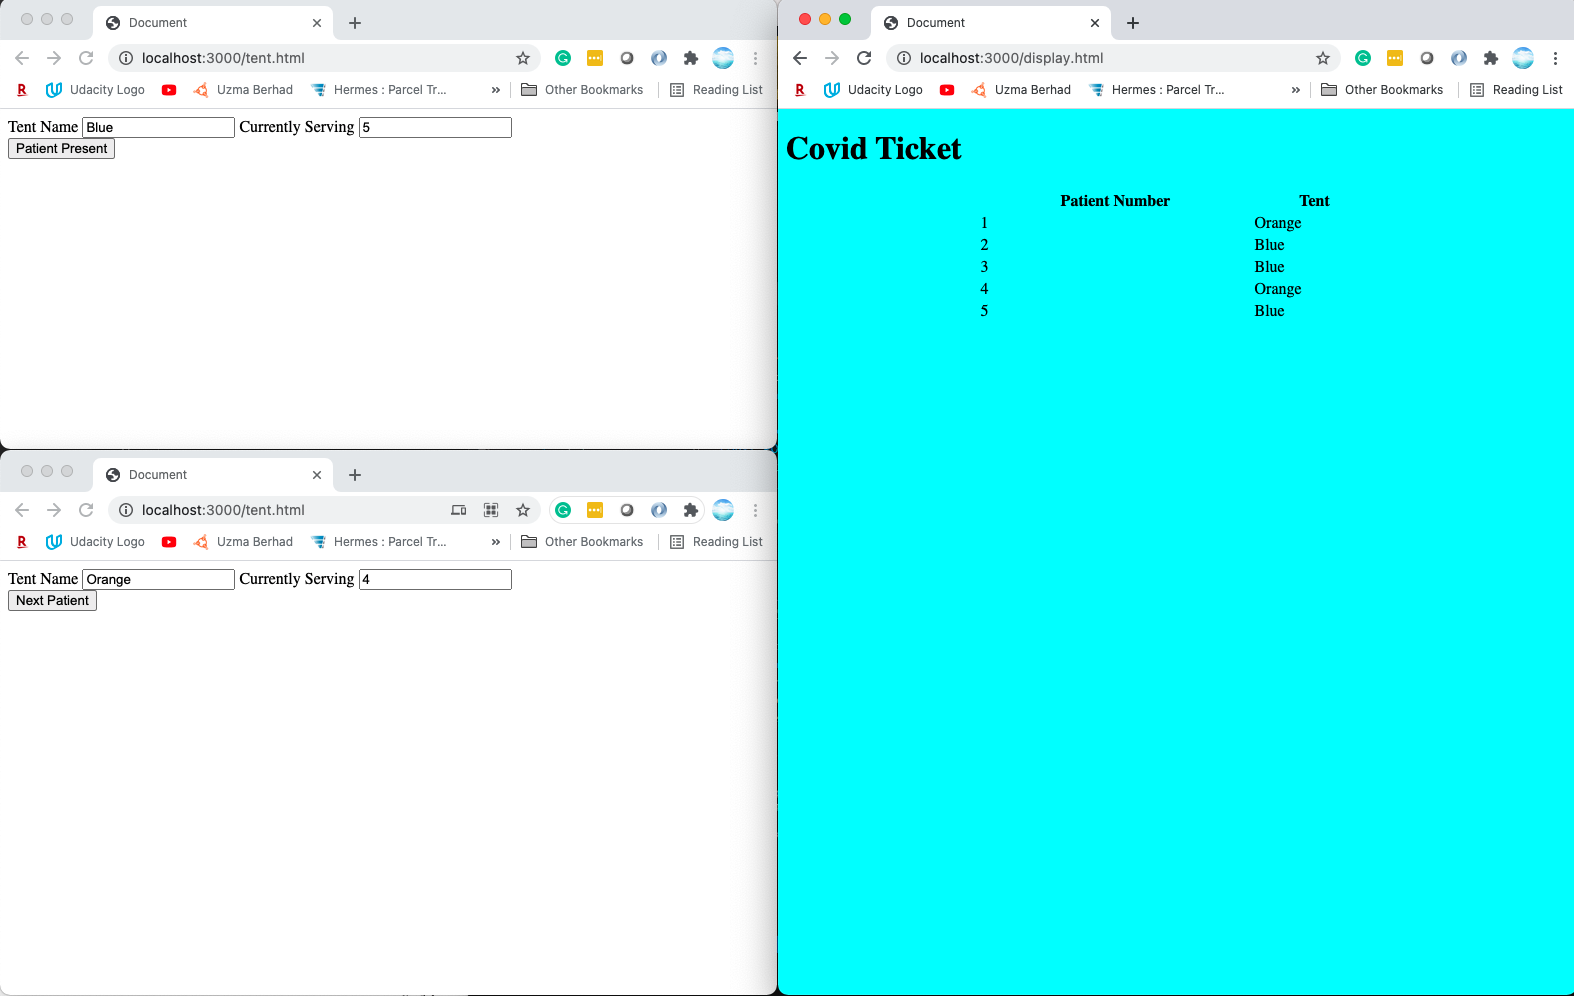 Document
localhost:3000/tent.html
Udacity Logo Uzma Berhad Hermes : Parcel Tr... » Other Bookmarks Reading List
Tent Name Blue Currently Serving 5
Patient Present
Document
localhost:3000/tent.html
Udacity Logo Uzma Berhad Hermes : Parcel Tr... » Other Bookmarks Reading List
Tent Name Orange Currently Serving 4
Next Patient
Document
localhost:3000/display.html
Udacity Logo Uzma Berhad Hermes : Parcel Tr... » Other Bookmarks Reading List
Covid Ticket
Patient Number Tent
1 Orange
2 Blue
3 Blue
4 Orange
5 Blue